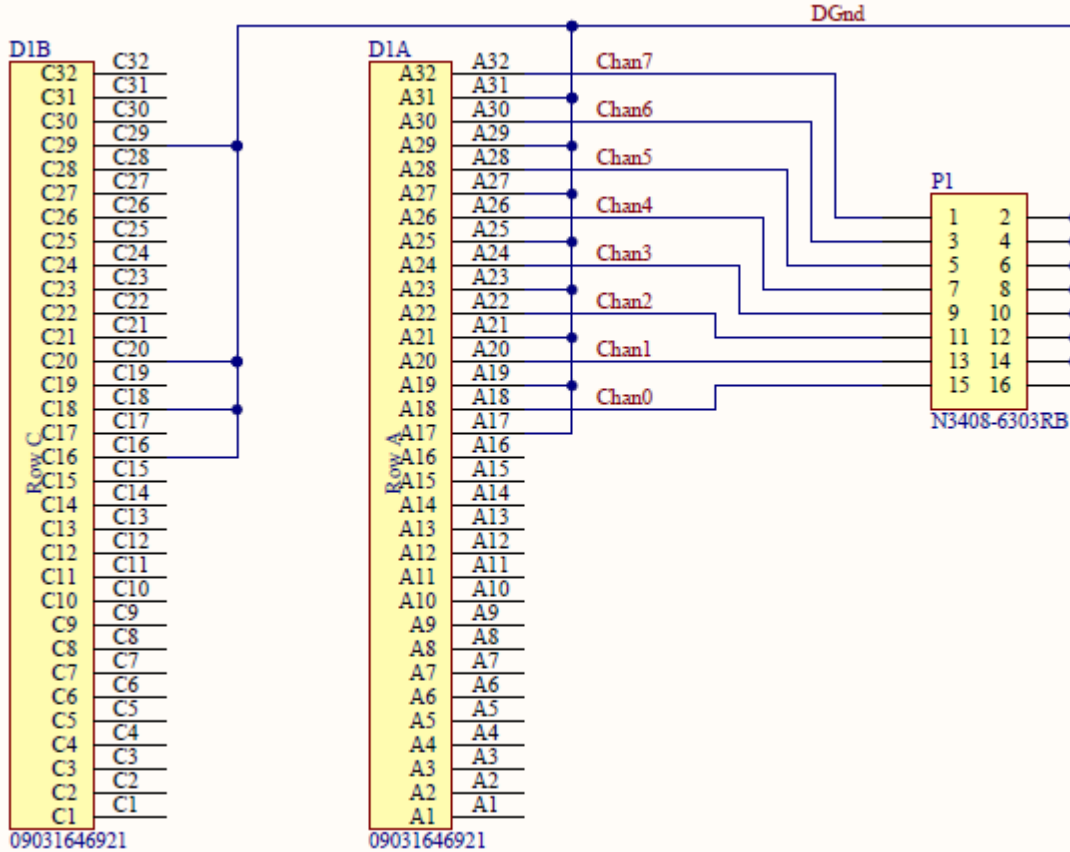 DGnd
D1B
C32 C32
C31 C31
C30 C30
C29 C29
C28 C28
C27 C27
C26 C26
C25 C25
C24 C24
C23 C23
C22 C22
C21 C21
C20 C20
C19 C19
C18 C18
C17 C17
C16 C16
C15 C15
C14 C14
C13 C13
C12 C12
C11 C11
C10 C10
C9 C9
C8 C8
C7 C7
C6 C6
C5 C5
C4 C4
C3 C3
C2 C2
C1 C1
Row C
09031646921
D1A
A32 A32 Chan7
A31 A31
A30 A30 Chan6
A29 A29
A28 A28 Chan5
A27 A27
A26 A26 Chan4
A25 A25
A24 A24 Chan3
A23 A23
A22 A22 Chan2
A21 A21
A20 A20 Chan1
A19 A19
A18 A18 Chan0
A17 A17
A16 A16
A15 A15
A14 A14
A13 A13
A12 A12
A11 A11
A10 A10
A9 A9
A8 A8
A7 A7
A6 A6
A5 A5
A4 A4
A3 A3
A2 A2
A1 A1
Row A
09031646921
P1
1 2
3 4
5 6
7 8
9 10
11 12
13 14
15 16
N3408-6303RB